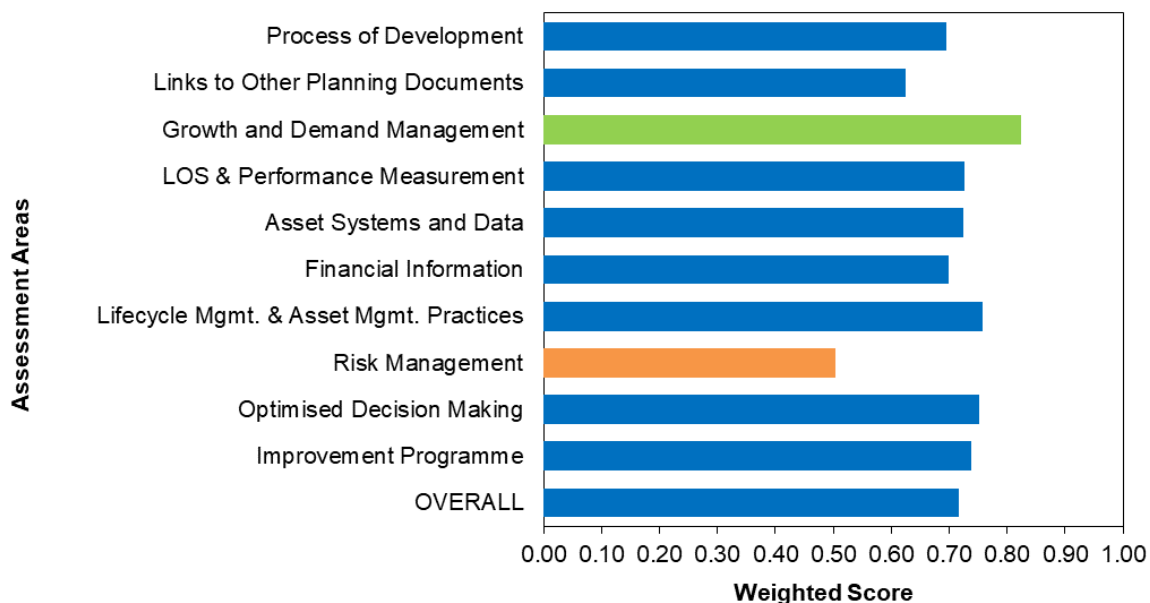 Process of Development
Links to Other Planning Documents
Growth and Demand Management
LOS & Performance Measurement
Asset Systems and Data
Financial Information
Lifecycle Mgmt. & Asset Mgmt. Practices
Risk Management
Optimised Decision Making
Improvement Programme
OVERALL
Assessment Areas
0.00 0.10 0.20 0.30 0.40 0.50 0.60 0.70 0.80 0.90 1.00
Weighted Score